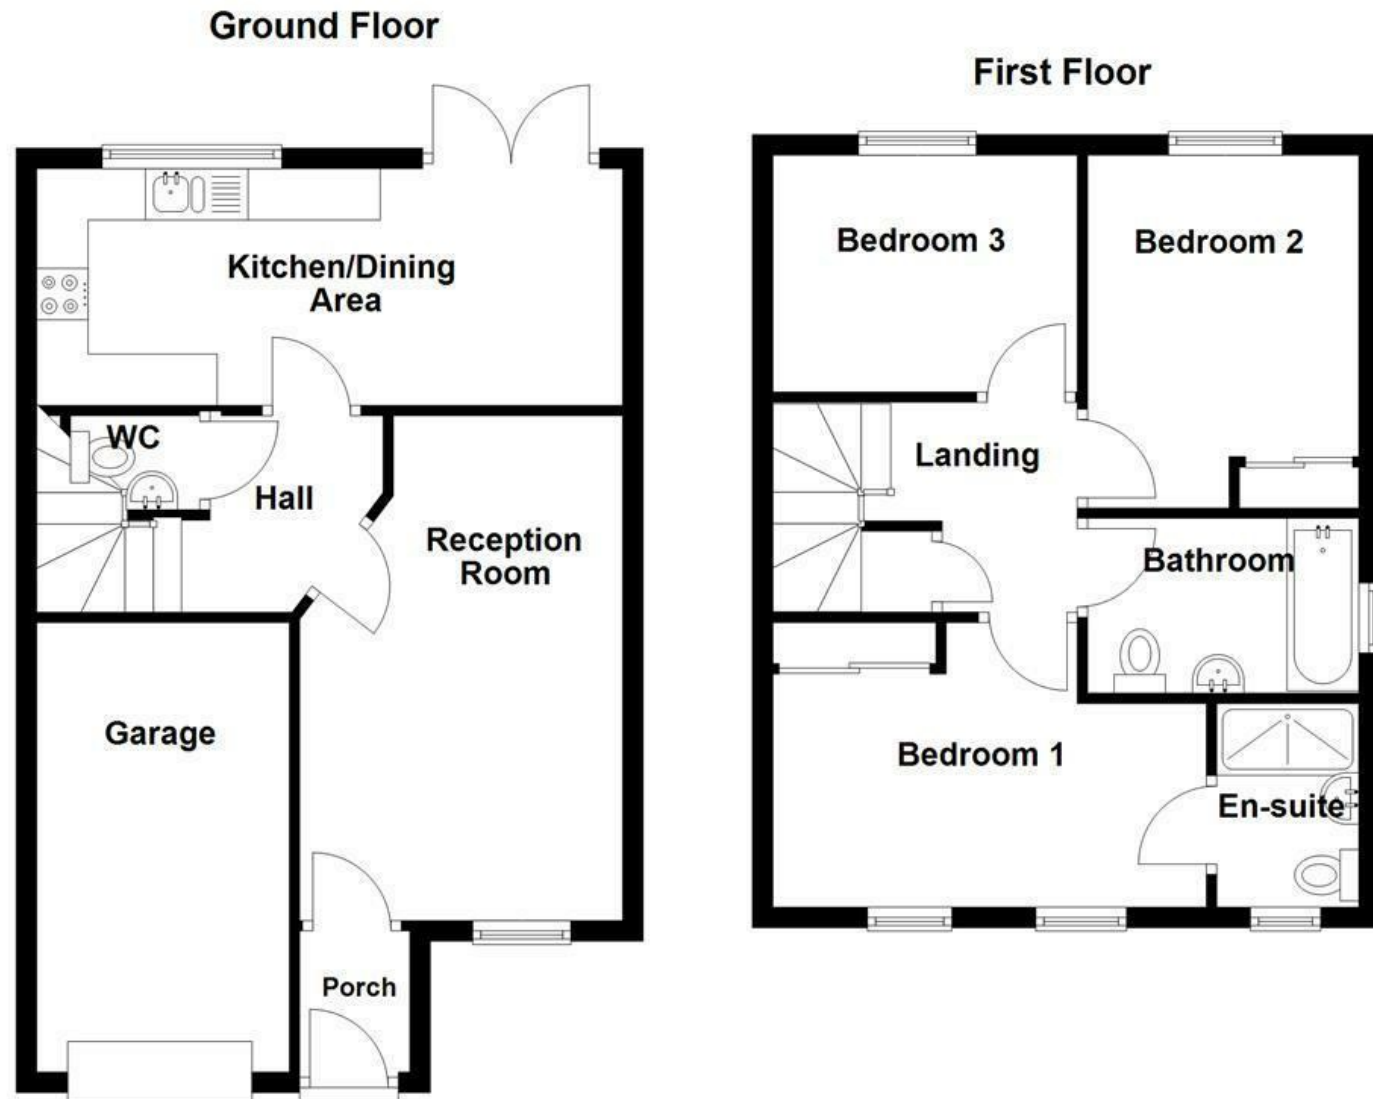 Ground Floor
Kitchen/Dining
Area
WC
Hall
Reception
Room
Garage
Porch
First Floor
Bedroom 3
Bedroom 2
Landing
Bathroom
Bedroom 1
En-suite